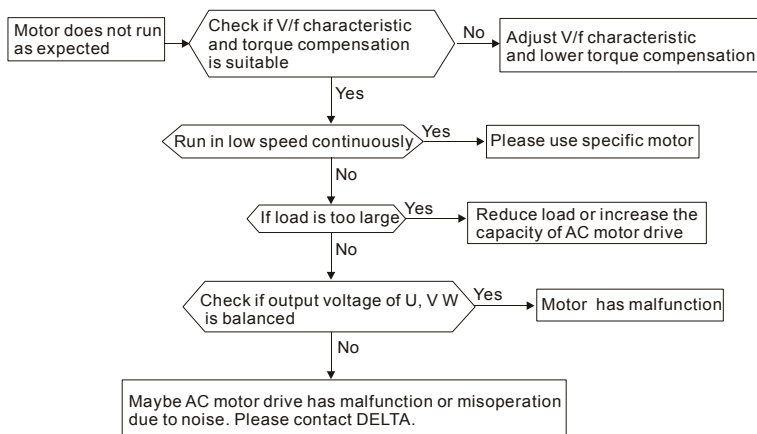 Motor does not run
as expected
Check if V/f characteristic
and torque compensation
is suitable
No
Adjust V/f characteristic
and lower torque compensation
Yes
Run in low speed continuously
Yes
Please use specific motor
No
If load is too large
Yes
Reduce load or increase the
capacity of AC motor drive
No
Check if output voltage of U, V W
is balanced
Yes
Motor has malfunction
No
Maybe AC motor drive has malfunction or misoperation
due to noise. Please contact DELTA.